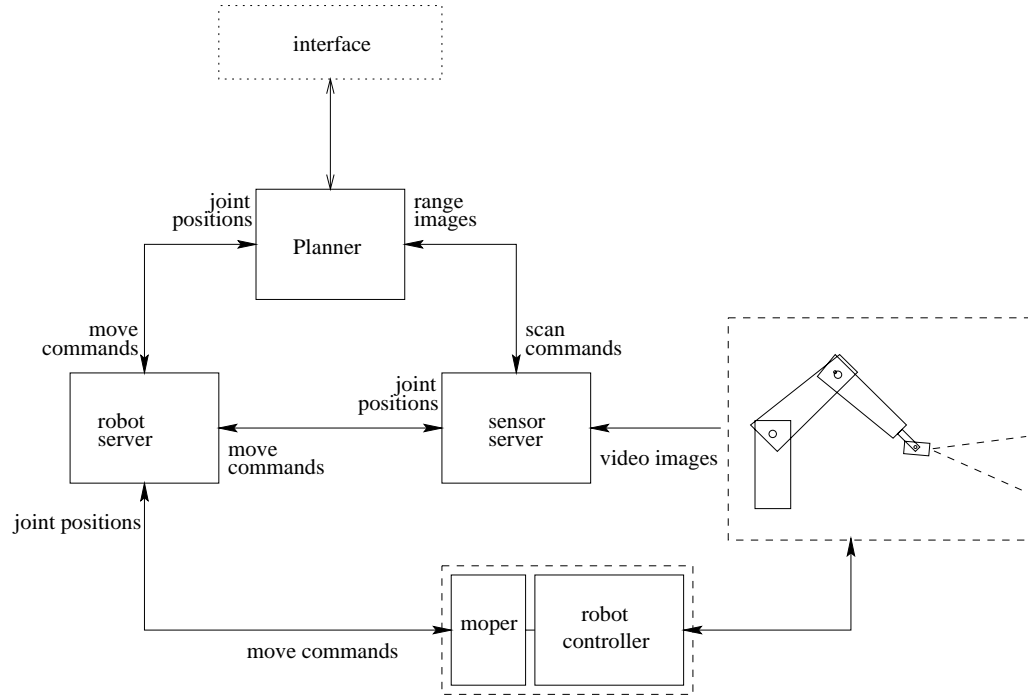 interface
joint
positions
range
images
Planner
move
commands
scan
commands
robot
server
joint
positions
sensor
server
move
commands
video images
joint positions
moper
robot
controller
move commands